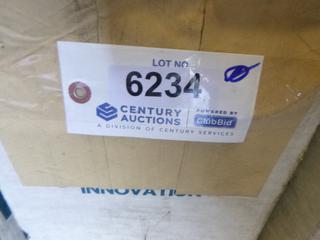 LOT NO.
6234
CENTURY
AUCTIONS
POWERED BY
ClubBid
A DIVISION OF CENTURY SERVICES
INNOVATION